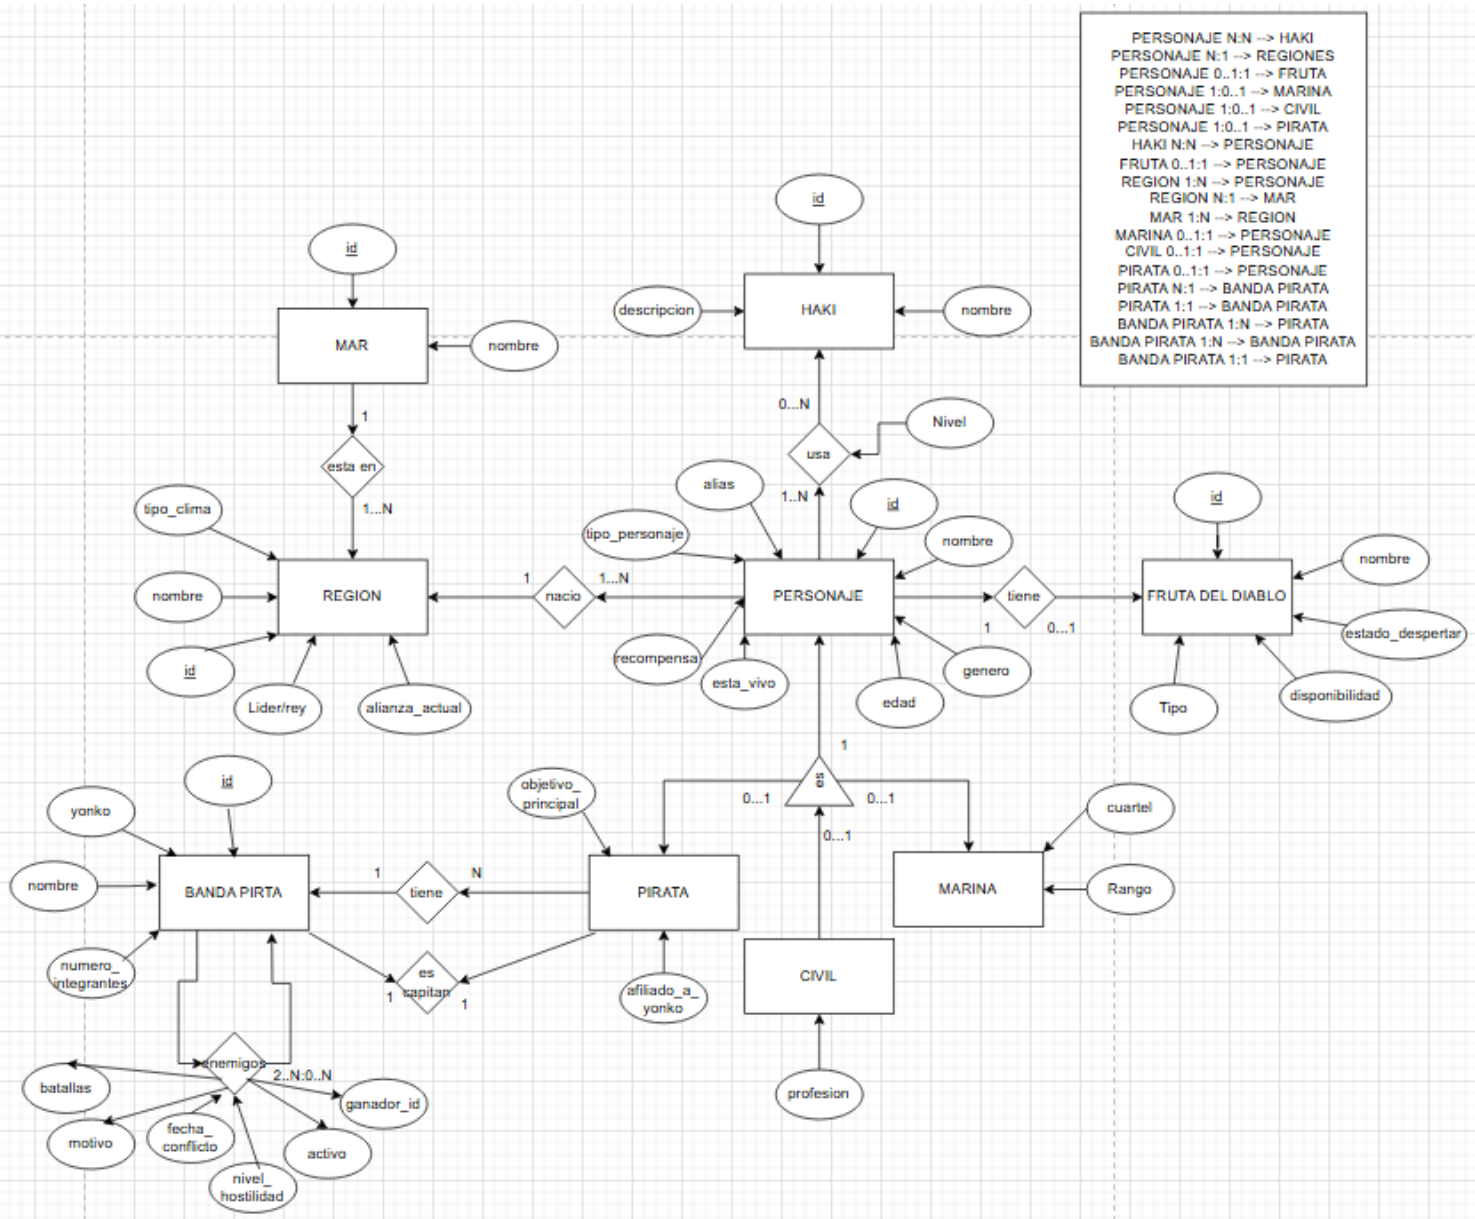 PERSONAJE N:N --> HAKI
PERSONAJE N:1 --> REGIONES
PERSONAJE 0..1:1 --> FRUTA
PERSONAJE 1:0..1 --> MARINA
PERSONAJE 1:0..1 --> CIVIL
PERSONAJE 1:0..1 --> PIRATA
HAKI N:N --> PERSONAJE
FRUTA 0..1:1 --> PERSONAJE
REGION 1:N --> PERSONAJE
REGION N:1 --> MAR
MAR 1:N --> REGION
MARINA 0..1:1 --> PERSONAJE
CIVIL 0..1:1 --> PERSONAJE
PIRATA 0..1:1 --> PERSONAJE
PIRATA N:1 --> BANDA PIRATA
PIRATA 1:1 --> BANDA PIRATA
BANDA PIRATA 1:N --> PIRATA
BANDA PIRATA 1:N --> BANDA PIRATA
BANDA PIRATA 1:1 --> PIRATA
id
id
descripcion
HAKI
nombre
MAR
nombre
0...N
1
Nivel
usa
esta en
alias
1..N
id
id
tipo_clima
1...N
tipo_personaje
nombre
nombre
nombre
REGION
1
nacio
1...N
PERSONAJE
tiene
FRUTA DEL DIABLO
1
0...1
estado_despertar
id
recompensa
esta_vivo
genero
edad
Lider/rey
alianza_actual
Tipo
disponibilidad
1
id
es
objetivo_
principal
0...1
0...1
0...1
yonko
cuartel
nombre
BANDA PIRTA
1
tiene
N
PIRATA
MARINA
Rango
numero_
integrantes
es
capitan
1
1
afiliado_a_
yonko
CIVIL
enemigos
2..N:0..N
batallas
ganador_id
profesion
motivo
fecha_
conflicto
activo
nivel_
hostilidad